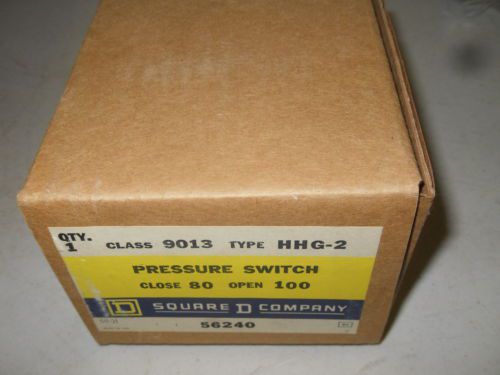 QTY. 1 CLASS 9013 TYPE HHG-2
PRESSURE SWITCH
CLOSE 80 OPEN 100
D SQUARE D COMPANY
56240